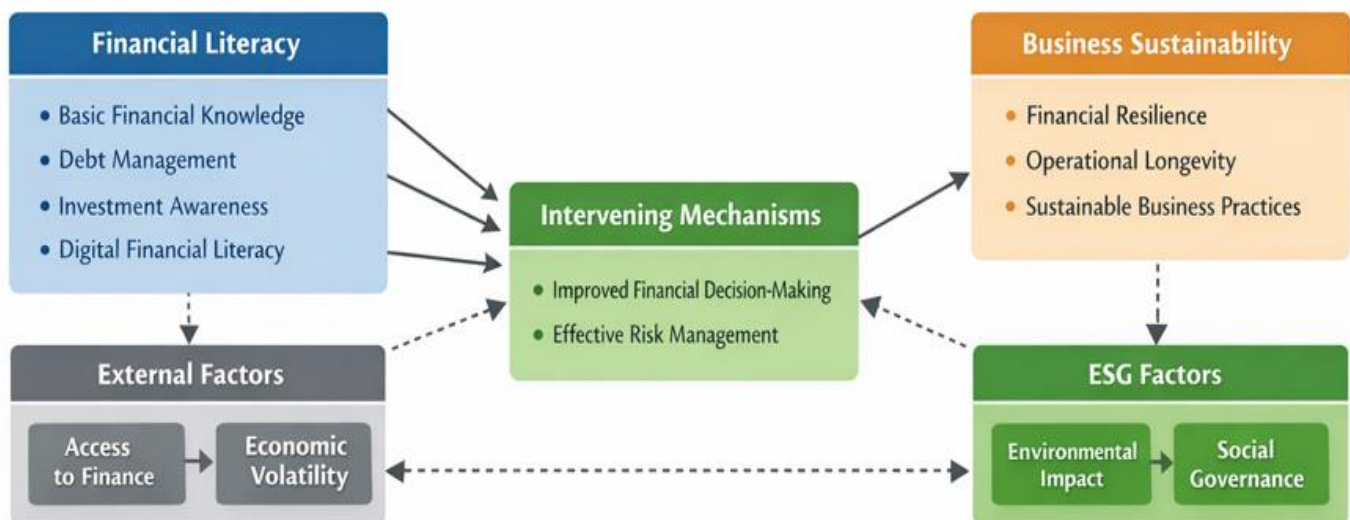 Financial Literacy
• Basic Financial Knowledge
• Debt Management
• Investment Awareness
• Digital Financial Literacy
Business Sustainability
• Financial Resilience
• Operational Longevity
• Sustainable Business Practices
Intervening Mechanisms
• Improved Financial Decision-Making
• Effective Risk Management
External Factors
Access
to Finance
Economic
Volatility
ESG Factors
Environmental
Impact
Social
Governance